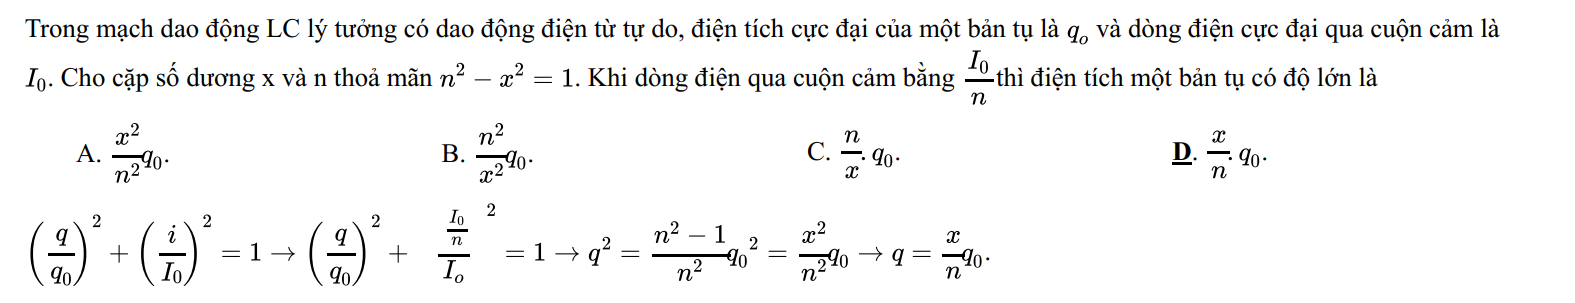 Trong mạch dao động LC lý tưởng có dao động điện từ tự do, điện tích cực đại của một bản tụ là $q_o$ và dòng điện cực đại qua cuộn cảm là
$I_0$. Cho cặp số dương x và n thoả mãn $n^2 - x^2 = 1$. Khi dòng điện qua cuộn cảm bằng $\frac{I_0}{n}$ thì điện tích một bản tụ có độ lớn là
A. $\frac{x^2}{n^2}q_0$. B. $\frac{n^2}{x^2}q_0$. C. $\frac{n}{x}.q_0$. D. $\frac{x}{n}.q_0$.
$\left(\frac{q}{q_0}\right)^2 + \left(\frac{i}{I_0}\right)^2 = 1 \rightarrow \left(\frac{q}{q_0}\right)^2 + \frac{\frac{I_0}{n}}{I_o}^2 = 1 \rightarrow q^2 = \frac{n^2 - 1}{n^2}q_0{}^2 = \frac{x^2}{n^2}q_0 \rightarrow q = \frac{x}{n}q_0$.